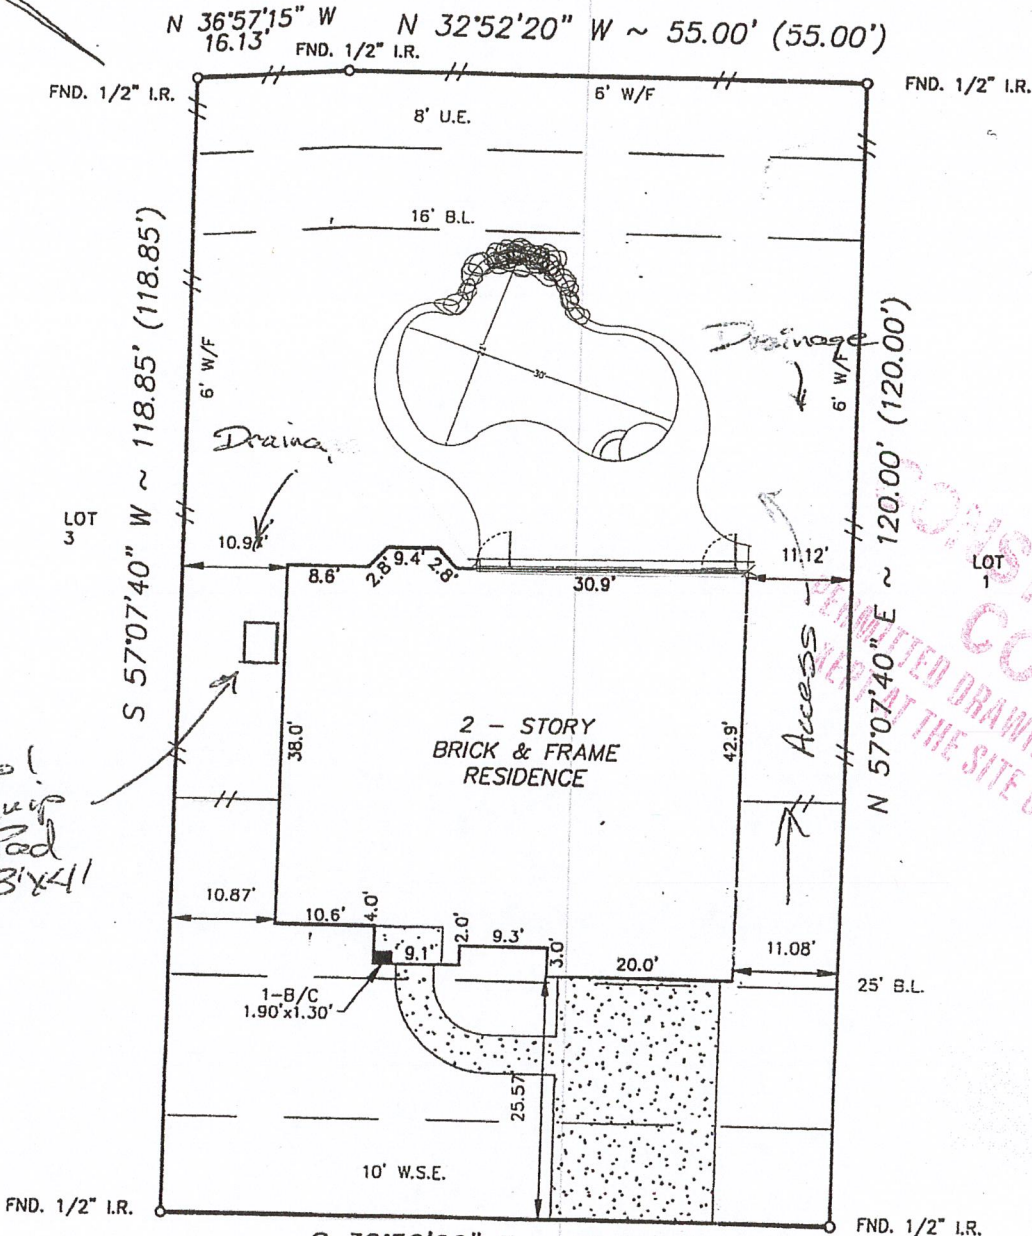 N 36°57'15" W
16.13'
N 32°52'20" W ~ 55.00' (55.00')
FND. 1/2" I.R.
FND. 1/2" I.R.
FND. 1/2" I.R.
6' W/F
8' U.E.
16' B.L.
S 57°07'40" W ~ 118.85' (118.85')
6' W/F
30'
Drainage
6' W/F
N 57°07'40" E ~ 120.00' (120.00')
Draina
LOT
3
8.6'
2.8'
9.4'
2.8'
30.9'
11.12'
LOT
1
Access
PERMITTED DRAW
AT THE SITE
38.0'
2 - STORY
BRICK & FRAME
RESIDENCE
42.9'
Pad
10.87'
10.6'
4.0'
9.1'
2.0'
9.3'
3.0'
20.0'
11.08'
1-B/C
1.90'x1.30'
25' B.L.
25.57
10' W.S.E.
FND. 1/2" I.R.
FND. 1/2" I.R.